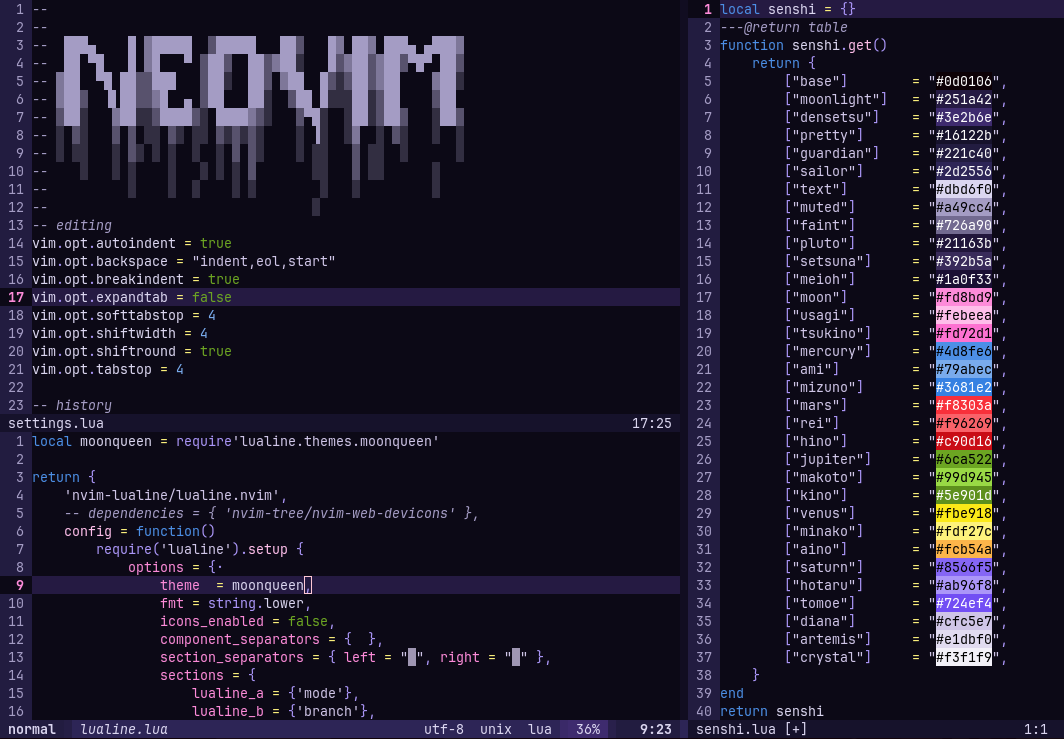 1 --
2 --
3 --
4 --
5 --
6 --
7 --
8 --
9 --
10 --
11 --
12 --
13 -- editing
14 vim.opt.autoindent = true
15 vim.opt.backspace = "indent,eol,start"
16 vim.opt.breakindent = true
17 vim.opt.expandtab = false
18 vim.opt.softtabstop = 4
19 vim.opt.shiftwidth = 4
20 vim.opt.shiftround = true
21 vim.opt.tabstop = 4
22
23 -- history
settings.lua 17:25
1 local moonqueen = require'lualine.themes.moonqueen'
2
3 return {
4     'nvim-lualine/lualine.nvim',
5     -- dependencies = { 'nvim-tree/nvim-web-devicons' },
6     config = function()
7         require('lualine').setup {
8             options = {·
9                 theme  = moonqueen,
10                 fmt = string.lower,
11                 icons_enabled = false,
12                 component_separators = {  },
13                 section_separators = { left = "█", right = "█" },
14                 sections = {
15                     lualine_a = {'mode'},
16                     lualine_b = {'branch'},
normal lualine.lua utf-8 unix lua 36% 9:23
1 local senshi = {}
2 ---@return table
3 function senshi.get()
4     return {
5         ["base"]        = "#0d0106",
6         ["moonlight"]   = "#251a42",
7         ["densetsu"]    = "#3e2b6e",
8         ["pretty"]      = "#16122b",
9         ["guardian"]    = "#221c40",
10         ["sailor"]      = "#2d2556",
11         ["text"]        = "#dbd6f0",
12         ["muted"]       = "#a49cc4",
13         ["faint"]       = "#726a90",
14         ["pluto"]       = "#21163b",
15         ["setsuna"]     = "#392b5a",
16         ["meioh"]       = "#1a0f33",
17         ["moon"]        = "#fd8bd9",
18         ["usagi"]       = "#febeea",
19         ["tsukino"]     = "#fd72d1",
20         ["mercury"]     = "#4d8fe6",
21         ["ami"]         = "#79abec",
22         ["mizuno"]      = "#3681e2",
23         ["mars"]        = "#f8303a",
24         ["rei"]         = "#f96269",
25         ["hino"]        = "#c90d16",
26         ["jupiter"]     = "#6ca522",
27         ["makoto"]      = "#99d945",
28         ["kino"]        = "#5e901d",
29         ["venus"]       = "#fbe918",
30         ["minako"]      = "#fdf27c",
31         ["aino"]        = "#fcb54a",
32         ["saturn"]      = "#8566f5",
33         ["hotaru"]      = "#ab96f8",
34         ["tomoe"]       = "#724ef4",
35         ["diana"]       = "#cfc5e7",
36         ["artemis"]     = "#e1dbf0",
37         ["crystal"]     = "#f3f1f9",
38     }
39 end
40 return senshi
senshi.lua [+] 1:1